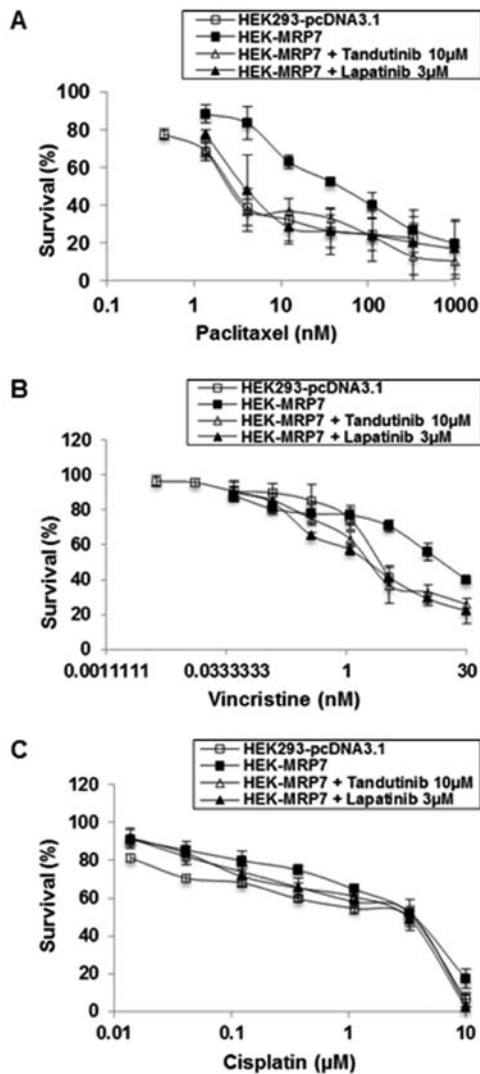 A
HEK293-pcDNA3.1
HEK-MRP7
HEK-MRP7 + Tandutinib 10µM
HEK-MRP7 + Lapatinib 3µM
100
80
60
40
20
0
Survival (%)
0.1 1 10 100 1000
Paclitaxel (nM)
B
HEK293-pcDNA3.1
HEK-MRP7
HEK-MRP7 + Tandutinib 10µM
HEK-MRP7 + Lapatinib 3µM
120
100
80
60
40
20
0
Survival (%)
0.0011111 0.0333333 1 30
Vincristine (nM)
C
HEK293-pcDNA3.1
HEK-MRP7
HEK-MRP7 + Tandutinib 10µM
HEK-MRP7 + Lapatinib 3µM
120
100
80
60
40
20
0
Survival (%)
0.01 0.1 1 10
Cisplatin (µM)